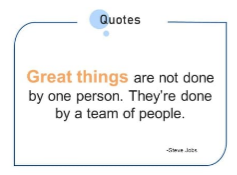 Quotes
Great things are not done
by one person. They're done
by a team of people.
-Steve Jobs